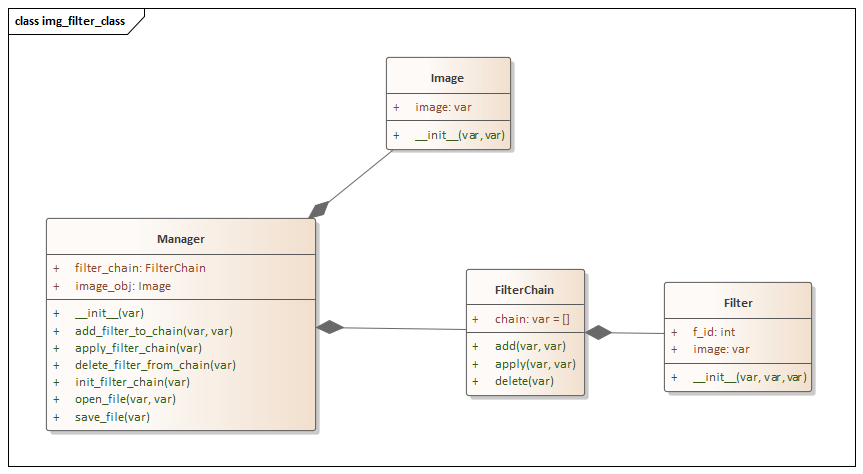 class img_filter_class
Image
+ image: var
+ __init__(var, var)
Manager
+ filter_chain: FilterChain
+ image_obj: Image
+ __init__(var)
+ add_filter_to_chain(var, var)
+ apply_filter_chain(var)
+ delete_filter_from_chain(var)
+ init_filter_chain(var)
+ open_file(var, var)
+ save_file(var)
FilterChain
+ chain: var = []
+ add(var, var)
+ apply(var, var)
+ delete(var)
Filter
+ f_id: int
+ image: var
+ __init__(var, var,var)